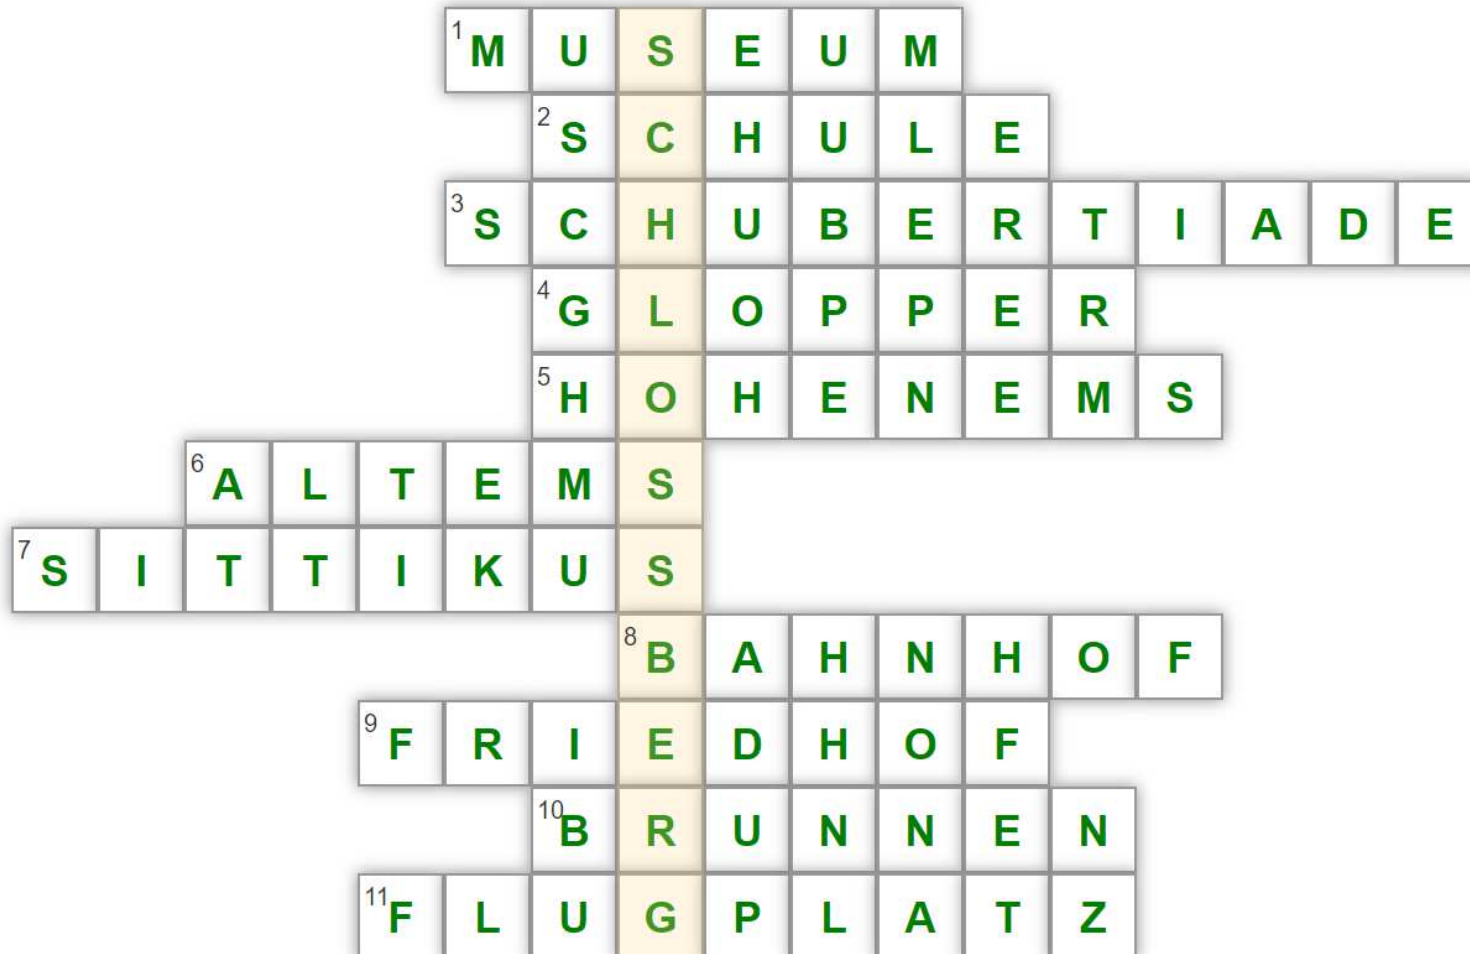 1 MUSEUM
2 SCHULE
3 SCHUBERTIADE
4 GLOPPER
5 HOHENEMS
6 ALTEMS
7 SITTIKUS
8 BAHNHOF
9 FRIEDHOF
10 BRUNNEN
11 FLUGPLATZ